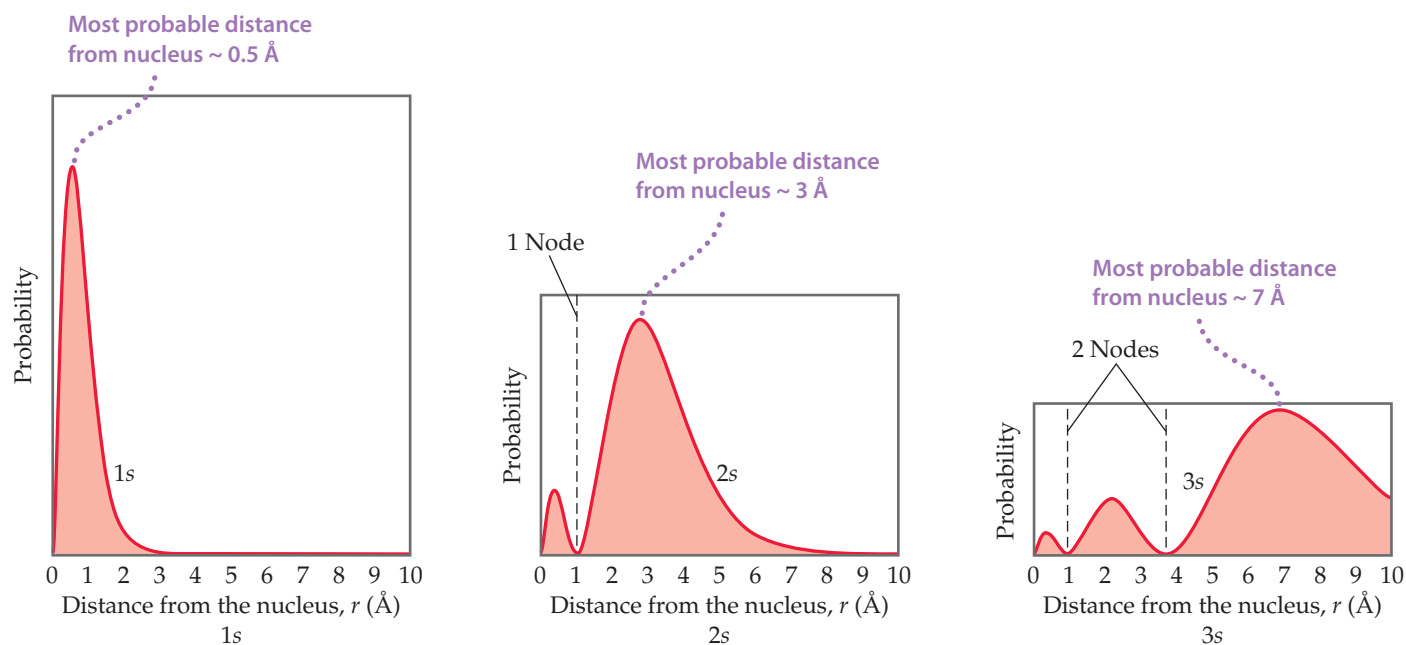 Most probable distance
from nucleus ~ 0.5 Å
Probability
1s
0 1 2 3 4 5 6 7 8 9 10
Distance from the nucleus, r (Å)
1s
Most probable distance
from nucleus ~ 3 Å
1 Node
Probability
2s
0 1 2 3 4 5 6 7 8 9 10
Distance from the nucleus, r (Å)
2s
Most probable distance
from nucleus ~ 7 Å
2 Nodes
Probability
3s
0 1 2 3 4 5 6 7 8 9 10
Distance from the nucleus, r (Å)
3s